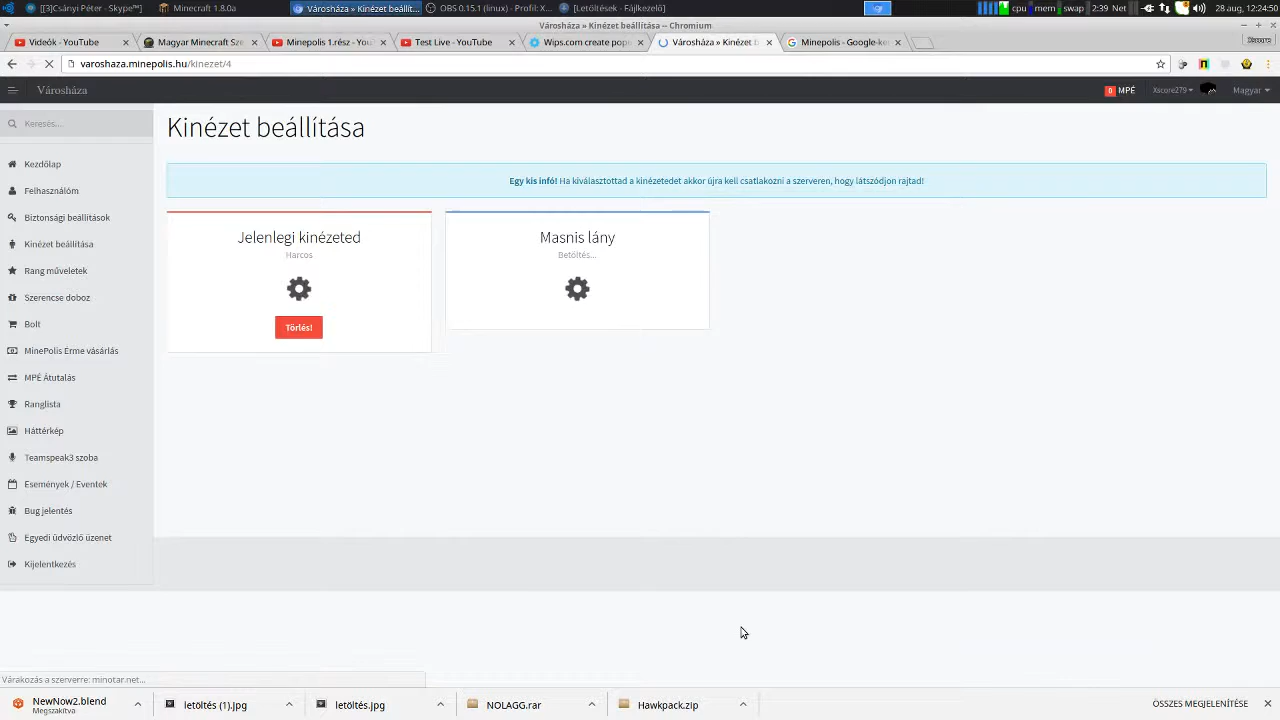 [[3]Csányi Péter - Skype™]
Minecraft 1.8.0a
Városháza » Kinézet beállít...
OBS 0.15.1 (linux) - Profil: X...
[Letöltések - Fájlkezelő]
cpu
mem
swap
2:39 Net
28 aug, 12:24:50
Városháza » Kinézet beállítása -- Chromium
Videók - YouTube
Magyar Minecraft Sze
Minepolis 1.rész - You
Test Live - YouTube
Wips.com create pop
Városháza » Kinézet b
Minepolis - Google-ke
varoshaza.minepolis.hu/kinezet/4
Városháza
0 MPÉ
Xscore279
Magyar
Keresés...
Kezdőlap
Felhasználóm
Biztonsági beállítások
Kinézet beállítása
Rang műveletek
Szerencse doboz
Bolt
MinePolis Érme vásárlás
MPÉ Átutalás
Ranglista
Háttérkép
Teamspeak3 szoba
Események / Eventek
Bug jelentés
Egyedi üdvözlő üzenet
Kijelentkezés
Kinézet beállítása
Egy kis infó! Ha kiválasztottad a kinézetedet akkor újra kell csatlakozni a szerveren, hogy látszódjon rajtad!
Jelenlegi kinézeted
Harcos
Törlés!
Masnis lány
Betöltés...
Várakozás a szerverre: minotar.net...
NewNow2.blend
Megszakítva
letöltés (1).jpg
letöltés.jpg
NOLAGG.rar
Hawkpack.zip
ÖSSZES MEGJELENÍTÉSE